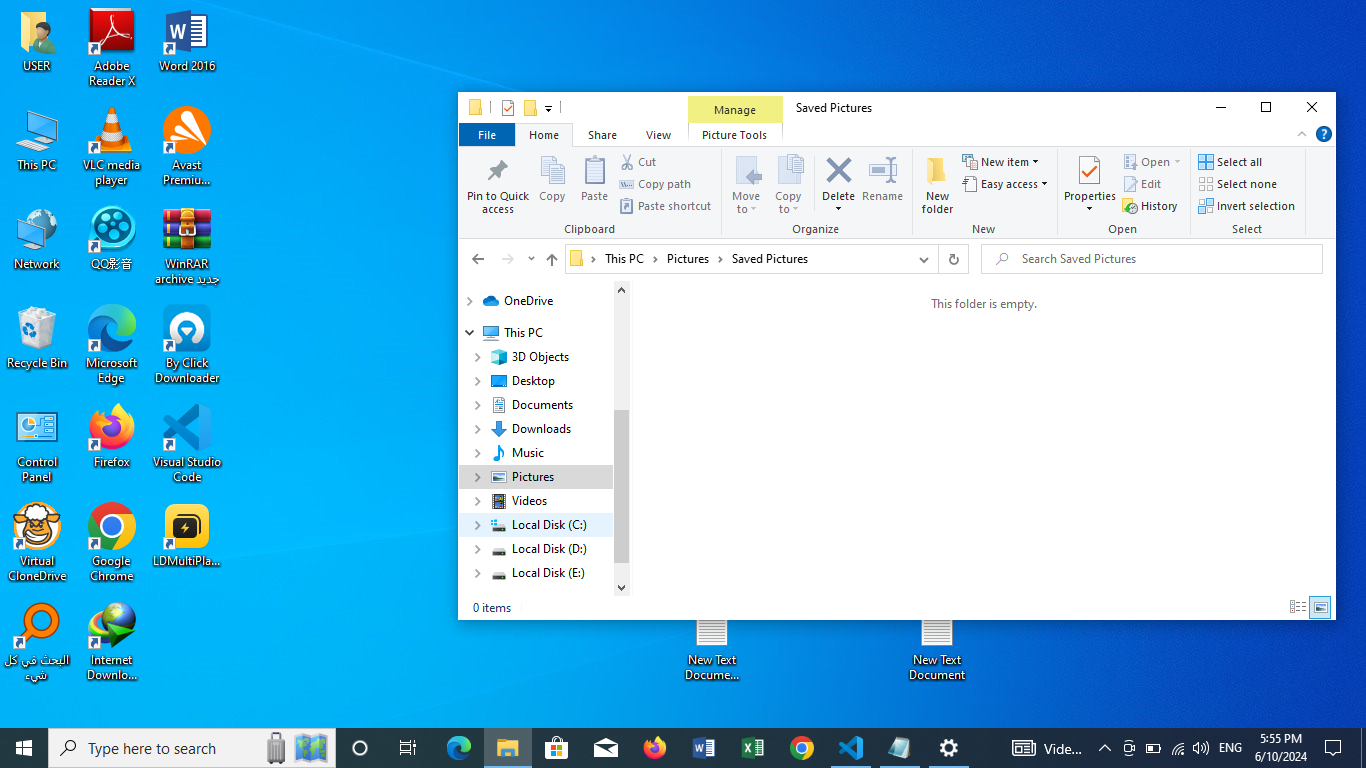 USER
Adobe
Reader X
Word 2016
This PC
VLC media
player
Avast
Premiu...
Network
QQ影音
WinRAR
archive جديد
Recycle Bin
Microsoft
Edge
By Click
Downloader
Control
Panel
Firefox
Visual Studio
Code
Virtual
CloneDrive
Google
Chrome
LDMultiPla...
البحث في كل
شيء
Internet
Downlo...
Manage
Saved Pictures
File
Home
Share
View
Picture Tools
Pin to Quick
access
Copy
Paste
Cut
Copy path
Paste shortcut
Clipboard
Move
to
Copy
to
Delete
Rename
Organize
New
folder
New item
Easy access
New
Properties
Open
Edit
History
Open
Select all
Select none
Invert selection
Select
This PC
Pictures
Saved Pictures
Search Saved Pictures
OneDrive
This PC
3D Objects
Desktop
Documents
Downloads
Music
Pictures
Videos
Local Disk (C:)
Local Disk (D:)
Local Disk (E:)
This folder is empty.
0 items
New Text
Docume...
New Text
Document
Type here to search
Vide...
ENG
5:55 PM
6/10/2024